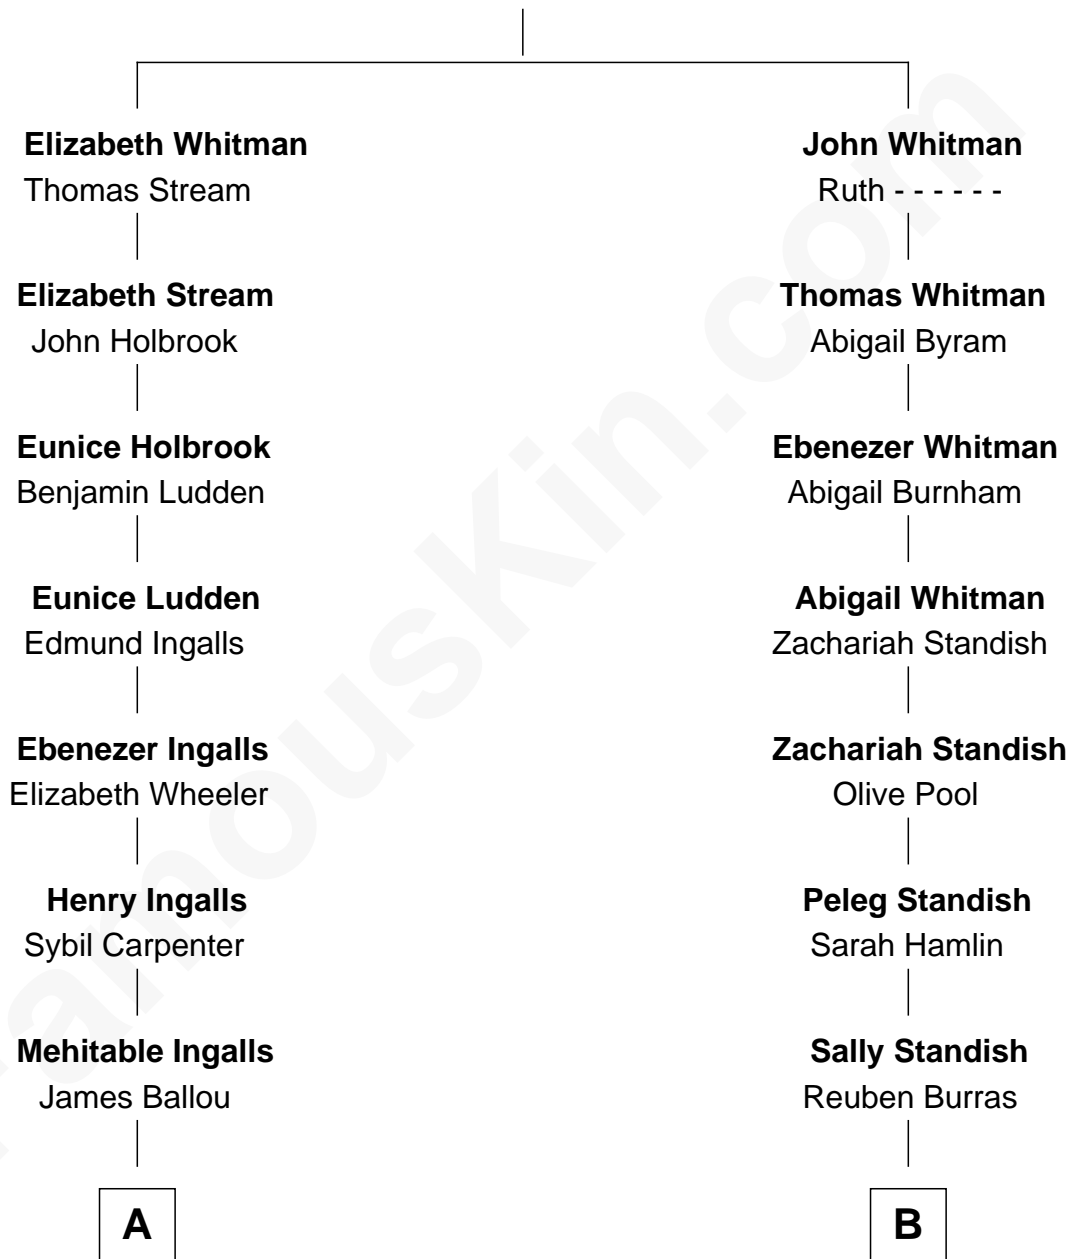 Elizabeth Whitman
Thomas Stream
John Whitman
Ruth - - - - - -
Elizabeth Stream
John Holbrook
Thomas Whitman
Abigail Byram
Eunice Holbrook
Benjamin Ludden
Ebenezer Whitman
Abigail Burnham
Eunice Ludden
Edmund Ingalls
Abigail Whitman
Zachariah Standish
Ebenezer Ingalls
Elizabeth Wheeler
Zachariah Standish
Olive Pool
Henry Ingalls
Sybil Carpenter
Peleg Standish
Sarah Hamlin
Mehitable Ingalls
James Ballou
Sally Standish
Reuben Burras
A
B
FamousKin.com